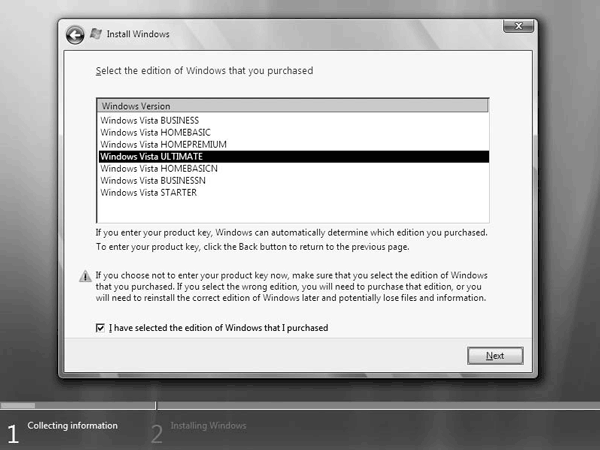 Install Windows
Select the edition of Windows that you purchased
Windows Version
Windows Vista BUSINESS
Windows Vista HOMEBASIC
Windows Vista HOMEPREMIUM
Windows Vista ULTIMATE
Windows Vista HOMEBASICN
Windows Vista BUSINESSN
Windows Vista STARTER
If you enter your product key, Windows can automatically determine which edition you purchased.
To enter your product key, click the Back button to return to the previous page.
If you choose not to enter your product key now, make sure that you select the edition of Windows
that you purchased. If you select the wrong edition, you will need to purchase that edition, or you
will need to reinstall the correct edition of Windows later and potentially lose files and information.
I have selected the edition of Windows that I purchased
Next
1 Collecting information
2 Installing Windows